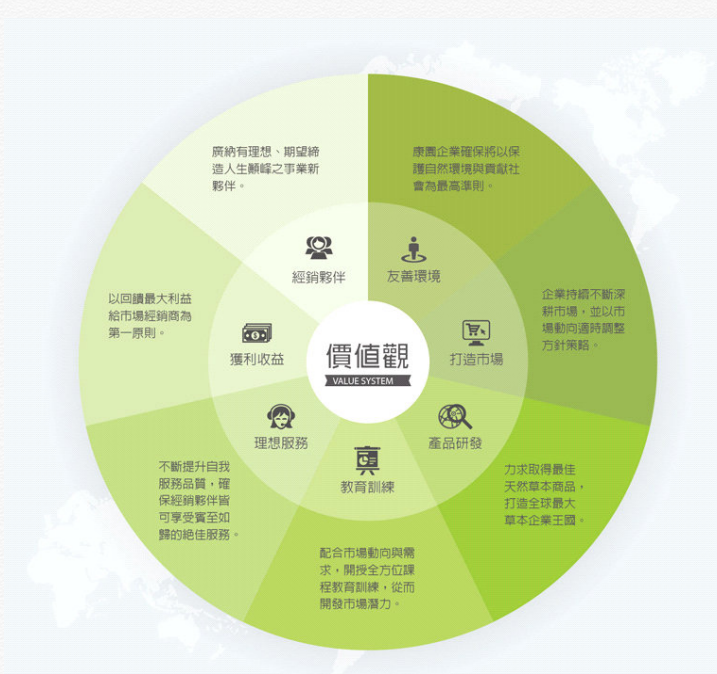 價值觀
VALUE SYSTEM
友善環境
康園企業確保將以保
護自然環境與貢獻社
會為最高準則。
打造市場
企業持續不斷深
耕市場，並以市
場動向適時調整
方針策略。
產品研發
力求取得最佳
天然草本商品，
打造全球最大
草本企業王國。
教育訓練
配合市場動向與需
求，開授全方位課
程教育訓練，從而
開發市場潛力。
理想服務
不斷提升自我
服務品質，確
保經銷夥伴皆
可享受賓至如
歸的絕佳服務。
獲利收益
以回饋最大利益
給市場經銷商為
第一原則。
經銷夥伴
廣納有理想、期望締
造人生顛峰之事業新
夥伴。